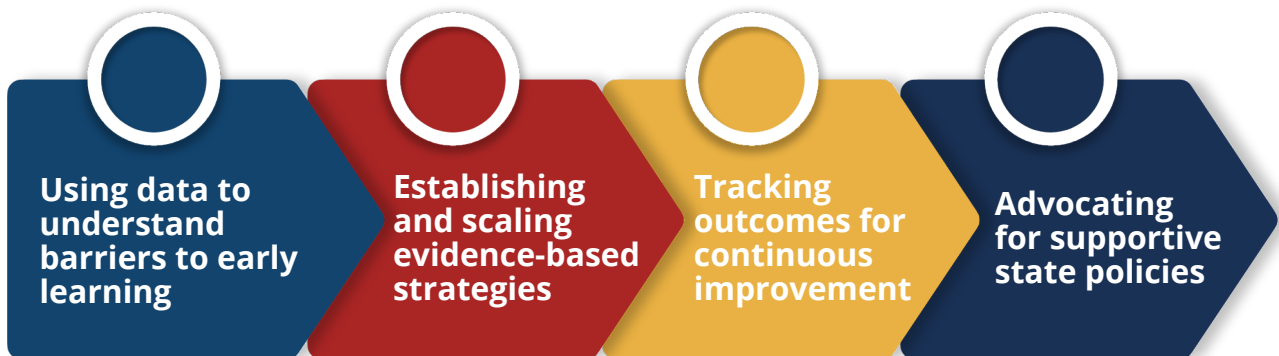 Using data to
understand
barriers to early
learning
Establishing
and scaling
evidence-based
strategies
Tracking
outcomes for
continuous
improvement
Advocating
for supportive
state policies